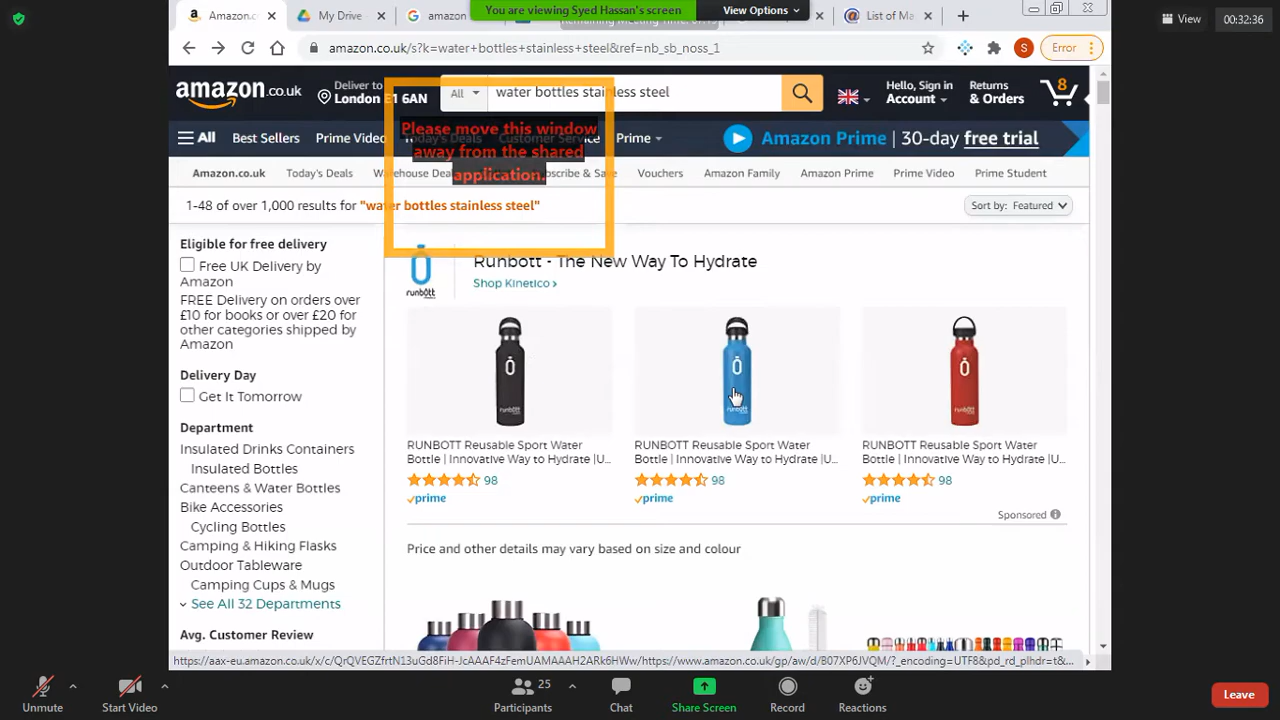 You are viewing Syed Hassan's screen
View Options
View
00:32:36
Amazon.c
My Drive
amazon
List of Ma
amazon.co.uk/s?k=water+bottles+stainless+steel&ref=nb_sb_noss_1
S
Error
amazon.co.uk
Deliver to
London E1 6AN
All
water bottles stainless steel
Hello, Sign in
Account
Returns
& Orders
8
Please move this window
away from the shared
application.
All
Best Sellers
Prime Video
Today's Deals
Customer Service
Prime
Amazon Prime
30-day free trial
Amazon.co.uk
Today's Deals
Warehouse Deals
Subscribe & Save
Vouchers
Amazon Family
Amazon Prime
Prime Video
Prime Student
1-48 of over 1,000 results for "water bottles stainless steel"
Sort by: Featured
Eligible for free delivery
Free UK Delivery by
Amazon
FREE Delivery on orders over
£10 for books or over £20 for
other categories shipped by
Amazon
Delivery Day
Get It Tomorrow
Department
Insulated Drinks Containers
Insulated Bottles
Canteens & Water Bottles
Bike Accessories
Cycling Bottles
Camping & Hiking Flasks
Outdoor Tableware
Camping Cups & Mugs
See All 32 Departments
Avg. Customer Review
runbott
Runbott - The New Way To Hydrate
Shop Kinetico ›
RUNBOTT Reusable Sport Water
Bottle | Innovative Way to Hydrate |U...
98
prime
RUNBOTT Reusable Sport Water
Bottle | Innovative Way to Hydrate |U...
98
prime
RUNBOTT Reusable Sport Water
Bottle | Innovative Way to Hydrate |U...
98
prime
Sponsored
Price and other details may vary based on size and colour
Unmute
Start Video
Participants
25
Chat
Share Screen
Record
Reactions
Leave